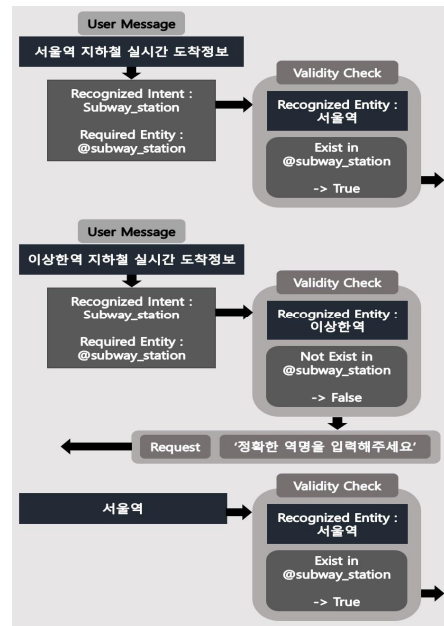 User Message
서울역 지하철 실시간 도착정보
Recognized Intent :
Subway_station
Required Entity :
@subway_station
Validity Check
Recognized Entity :
서울역
Exist in
@subway_station
-> True
User Message
이상한역 지하철 실시간 도착정보
Recognized Intent :
Subway_station
Required Entity :
@subway_station
Validity Check
Recognized Entity :
이상한역
Not Exist in
@subway_station
-> False
Request
‘정확한 역명을 입력해주세요’
서울역
Validity Check
Recognized Entity :
서울역
Exist in
@subway_station
-> True